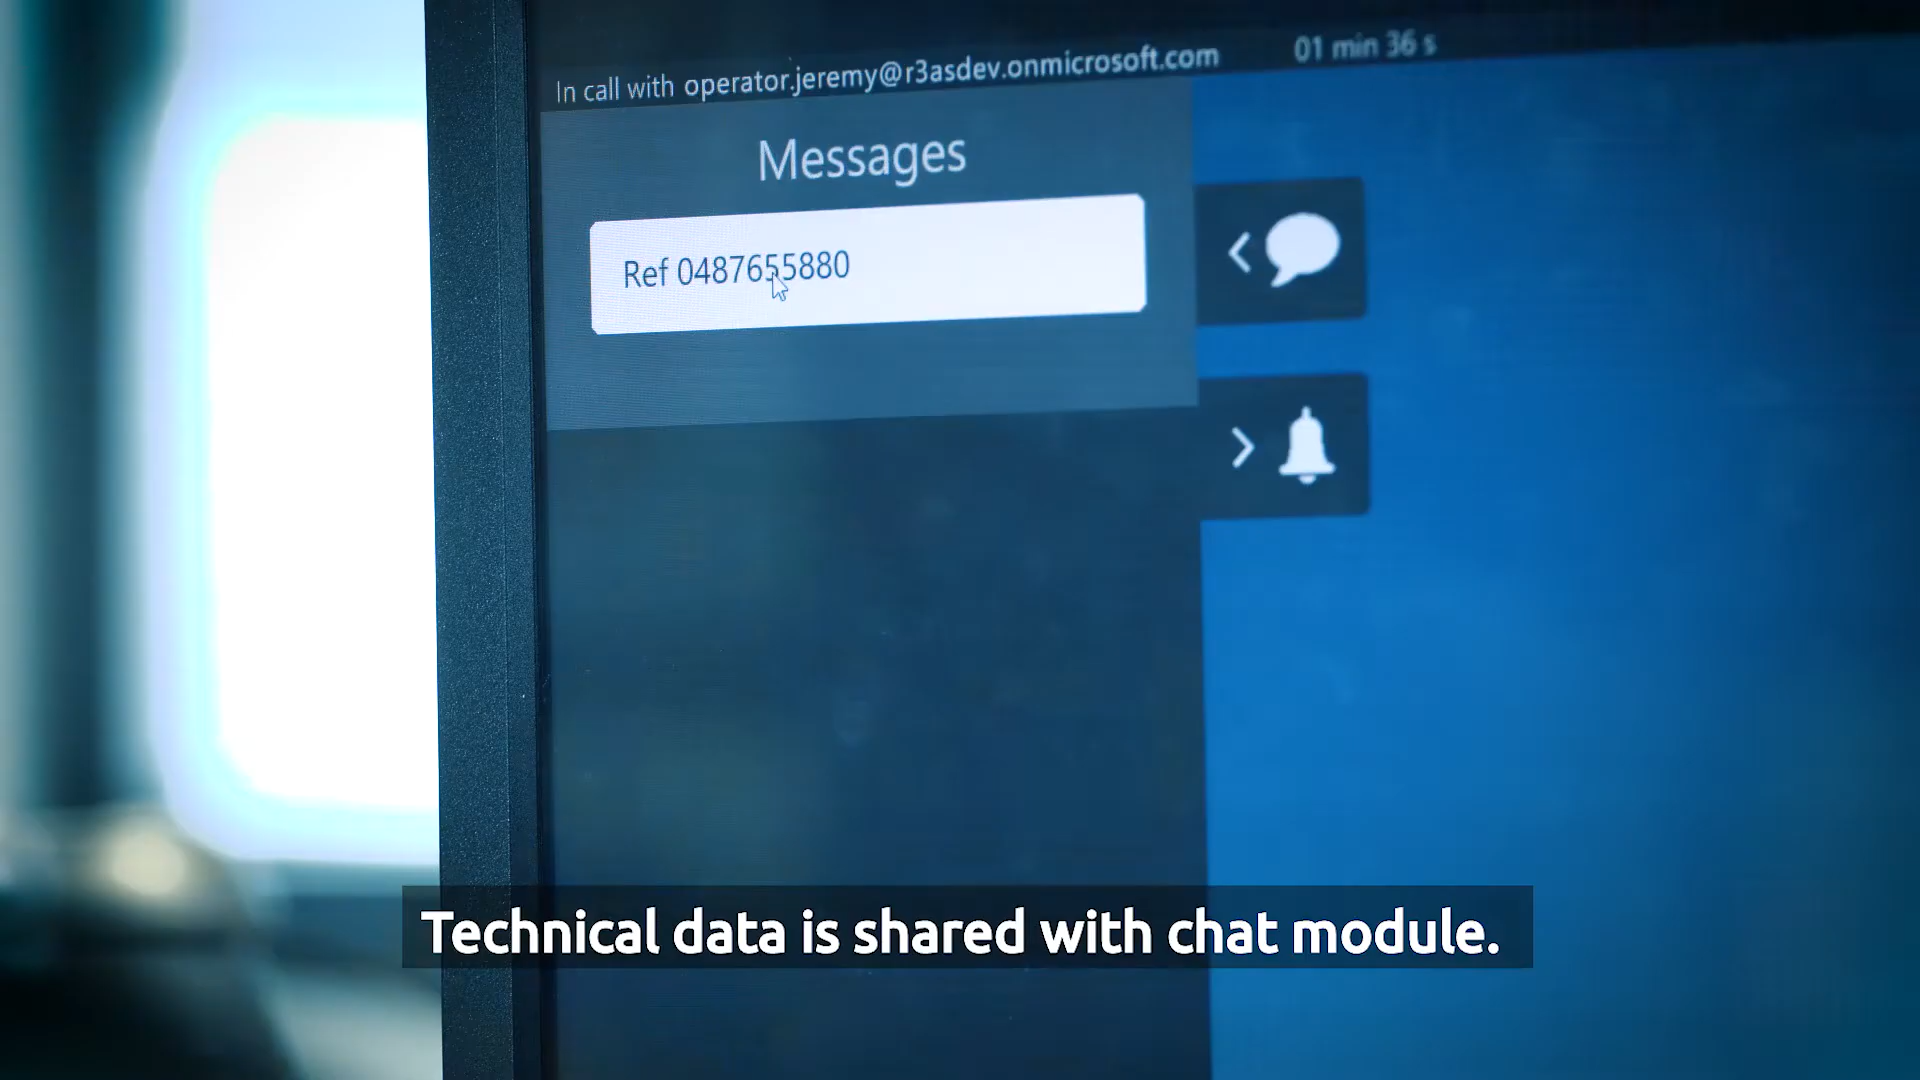 In call with operator.jeremy@r3asdev.onmicrosoft.com 01 min 36 s
Messages
Ref 0487655880
Technical data is shared with chat module.